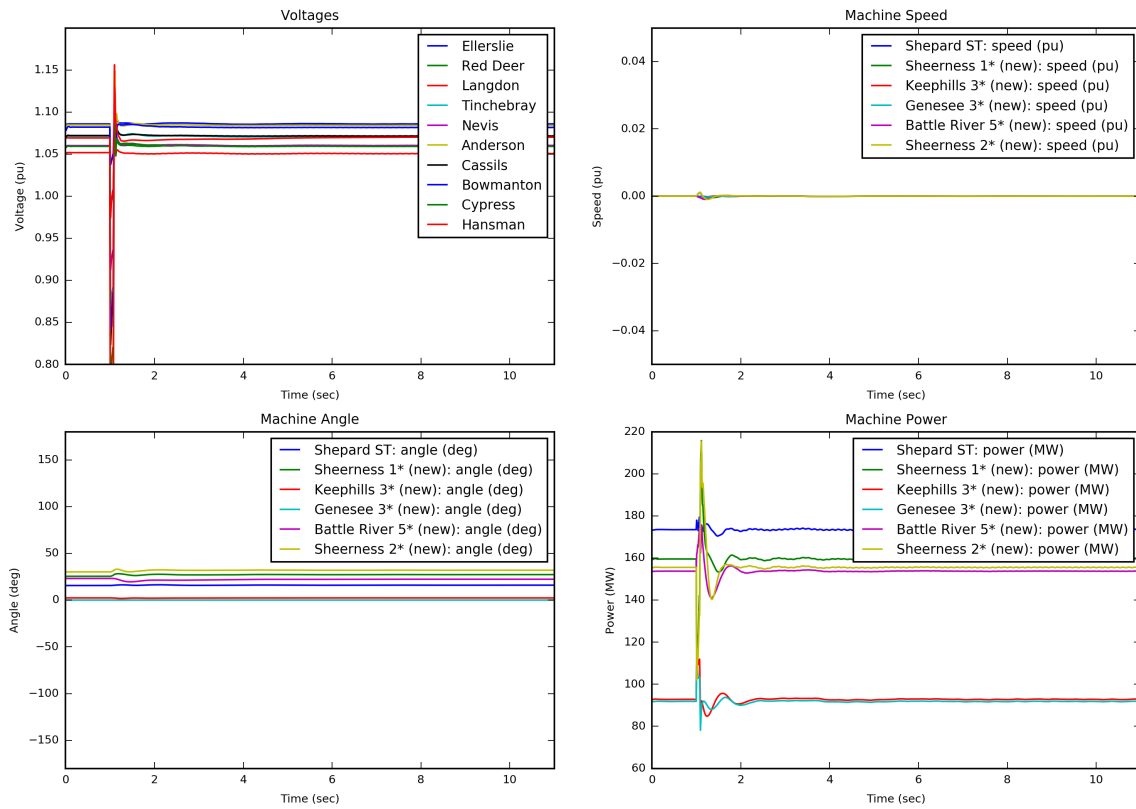 Voltages
Voltage (pu)
1.15
1.10
1.05
1.00
0.95
0.90
0.85
0.80
0 2 4 6 8 10
Time (sec)
Ellerslie
Red Deer
Langdon
Tinchebray
Nevis
Anderson
Cassils
Bowmanton
Cypress
Hansman
Machine Speed
Speed (pu)
0.04
0.02
0.00
−0.02
−0.04
0 2 4 6 8 10
Time (sec)
Shepard ST: speed (pu)
Sheerness 1* (new): speed (pu)
Keephills 3* (new): speed (pu)
Genesee 3* (new): speed (pu)
Battle River 5* (new): speed (pu)
Sheerness 2* (new): speed (pu)
Machine Angle
Angle (deg)
150
100
50
0
−50
−100
−150
0 2 4 6 8 10
Time (sec)
Shepard ST: angle (deg)
Sheerness 1* (new): angle (deg)
Keephills 3* (new): angle (deg)
Genesee 3* (new): angle (deg)
Battle River 5* (new): angle (deg)
Sheerness 2* (new): angle (deg)
Machine Power
Power (MW)
220
200
180
160
140
120
100
80
60
0 2 4 6 8 10
Time (sec)
Shepard ST: power (MW)
Sheerness 1* (new): power (MW)
Keephills 3* (new): power (MW)
Genesee 3* (new): power (MW)
Battle River 5* (new): power (MW)
Sheerness 2* (new): power (MW)